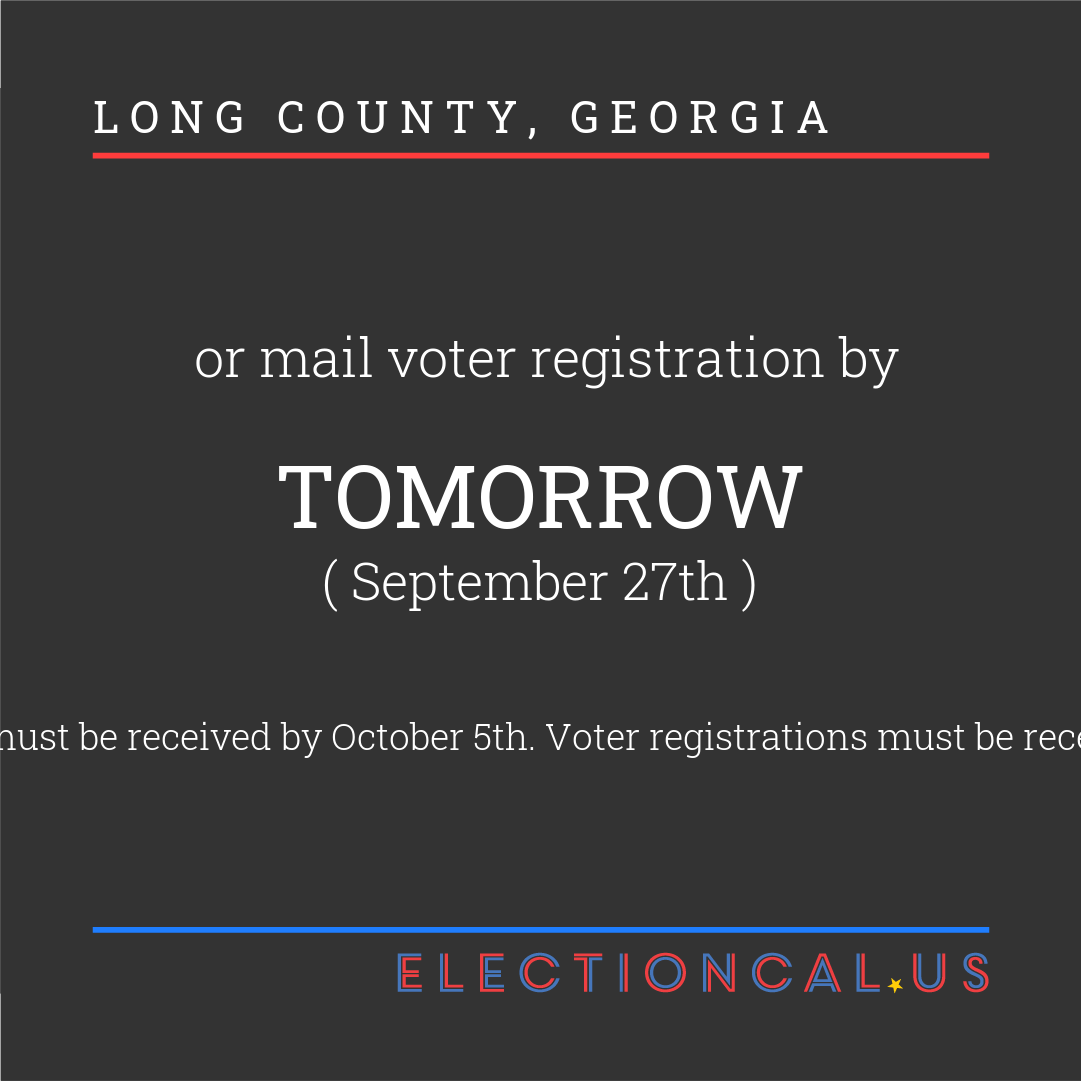 LONG COUNTY, GEORGIA
or mail voter registration by
TOMORROW
( September 27th )
must be received by October 5th. Voter registrations must be
ELECTIONCAL.US